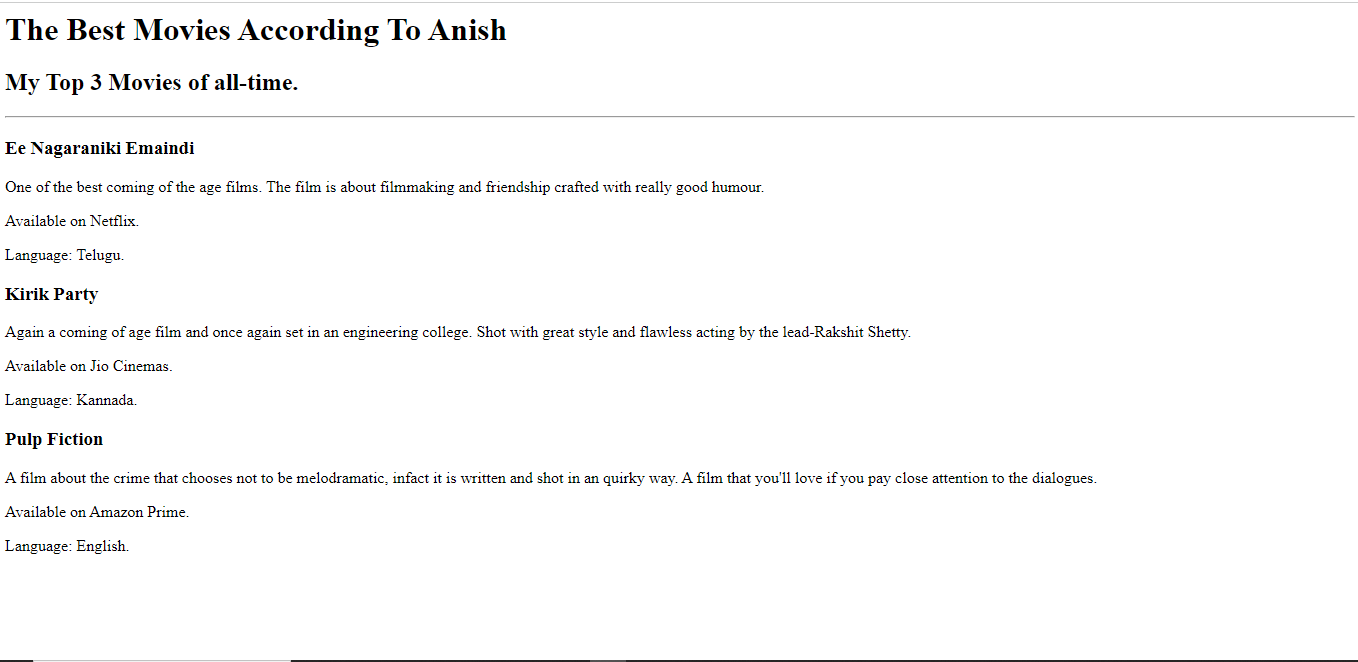 The Best Movies According To Anish
My Top 3 Movies of all-time.
Ee Nagaraniki Emaindi
One of the best coming of the age films. The film is about filmmaking and friendship crafted with really good humour.
Available on Netflix.
Language: Telugu.
Kirik Party
Again a coming of age film and once again set in an engineering college. Shot with great style and flawless acting by the lead-Rakshit Shetty.
Available on Jio Cinemas.
Language: Kannada.
Pulp Fiction
A film about the crime that chooses not to be melodramatic, infact it is written and shot in an quirky way. A film that you'll love if you pay close attention to the dialogues.
Available on Amazon Prime.
Language: English.